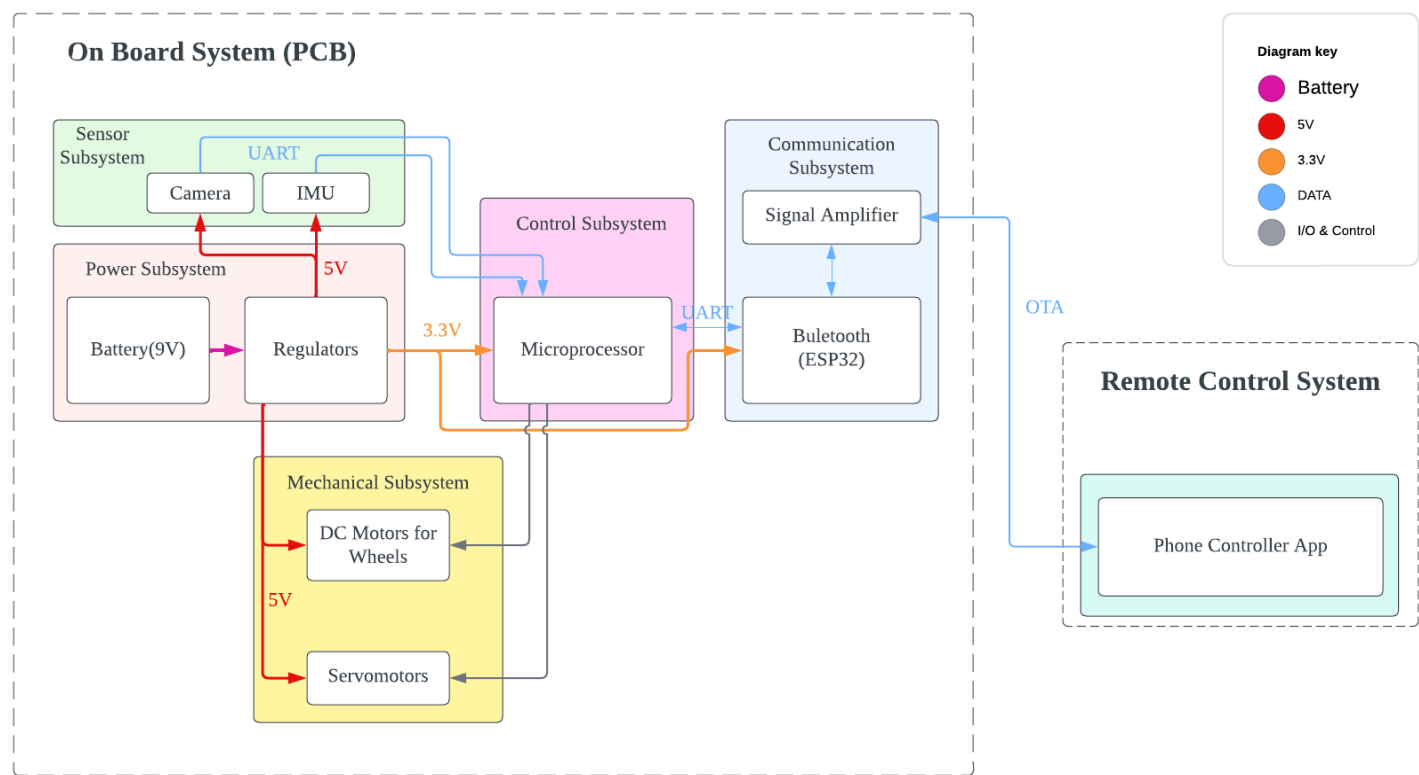 On Board System (PCB)
Diagram key
Battery
5V
3.3V
DATA
I/O & Control
Sensor
Subsystem
UART
Camera
IMU
Communication
Subsystem
Signal Amplifier
Control Subsystem
Power Subsystem
5V
Battery(9V)
Regulators
3.3V
Microprocessor
UART
Buletooth
(ESP32)
OTA
Remote Control System
Phone Controller App
Mechanical Subsystem
DC Motors for
Wheels
5V
Servomotors